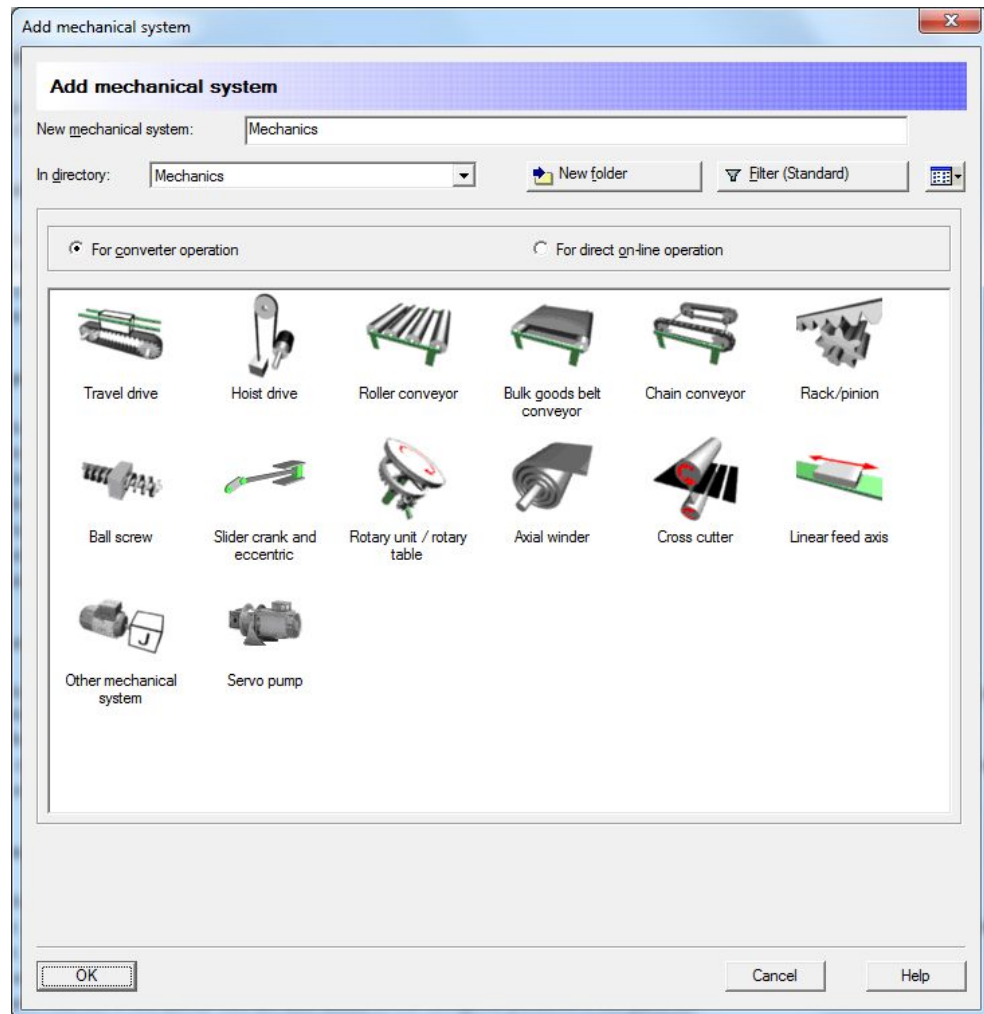 Add mechanical system
Add mechanical system
New mechanical system: Mechanics
In directory: Mechanics New folder Filter (Standard)
For converter operation For direct on-line operation
Travel drive Hoist drive Roller conveyor Bulk goods belt conveyor Chain conveyor Rack/pinion
Ball screw Slider crank and eccentric Rotary unit / rotary table Axial winder Cross cutter Linear feed axis
J
Other mechanical system Servo pump
OK Cancel Help